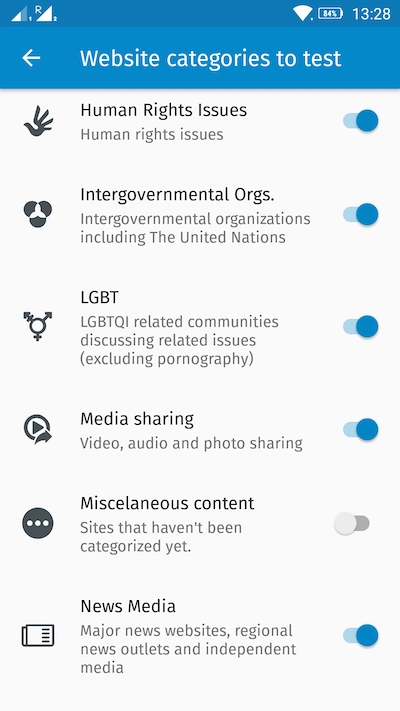 1 R 2 84% 13:28
Website categories to test
Human Rights Issues
Human rights issues
Intergovernmental Orgs.
Intergovernmental organizations
including The United Nations
LGBT
LGBTQI related communities
discussing related issues
(excluding pornography)
Media sharing
Video, audio and photo sharing
Miscelaneous content
Sites that haven't been
categorized yet.
News Media
Major news websites, regional
news outlets and independent
media